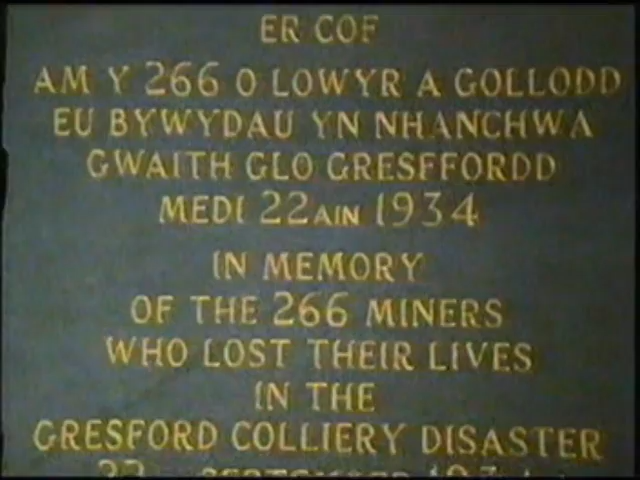 ER COF
AM Y 266 O LOWYR A GOLLODD
EU BYWYDAU YN NHANCHWA
GWAITH GLO GRESFFORDD
MEDI 22AIN 1934
IN MEMORY
OF THE 266 MINERS
WHO LOST THEIR LIVES
IN THE
GRESFORD COLLIERY DISASTER